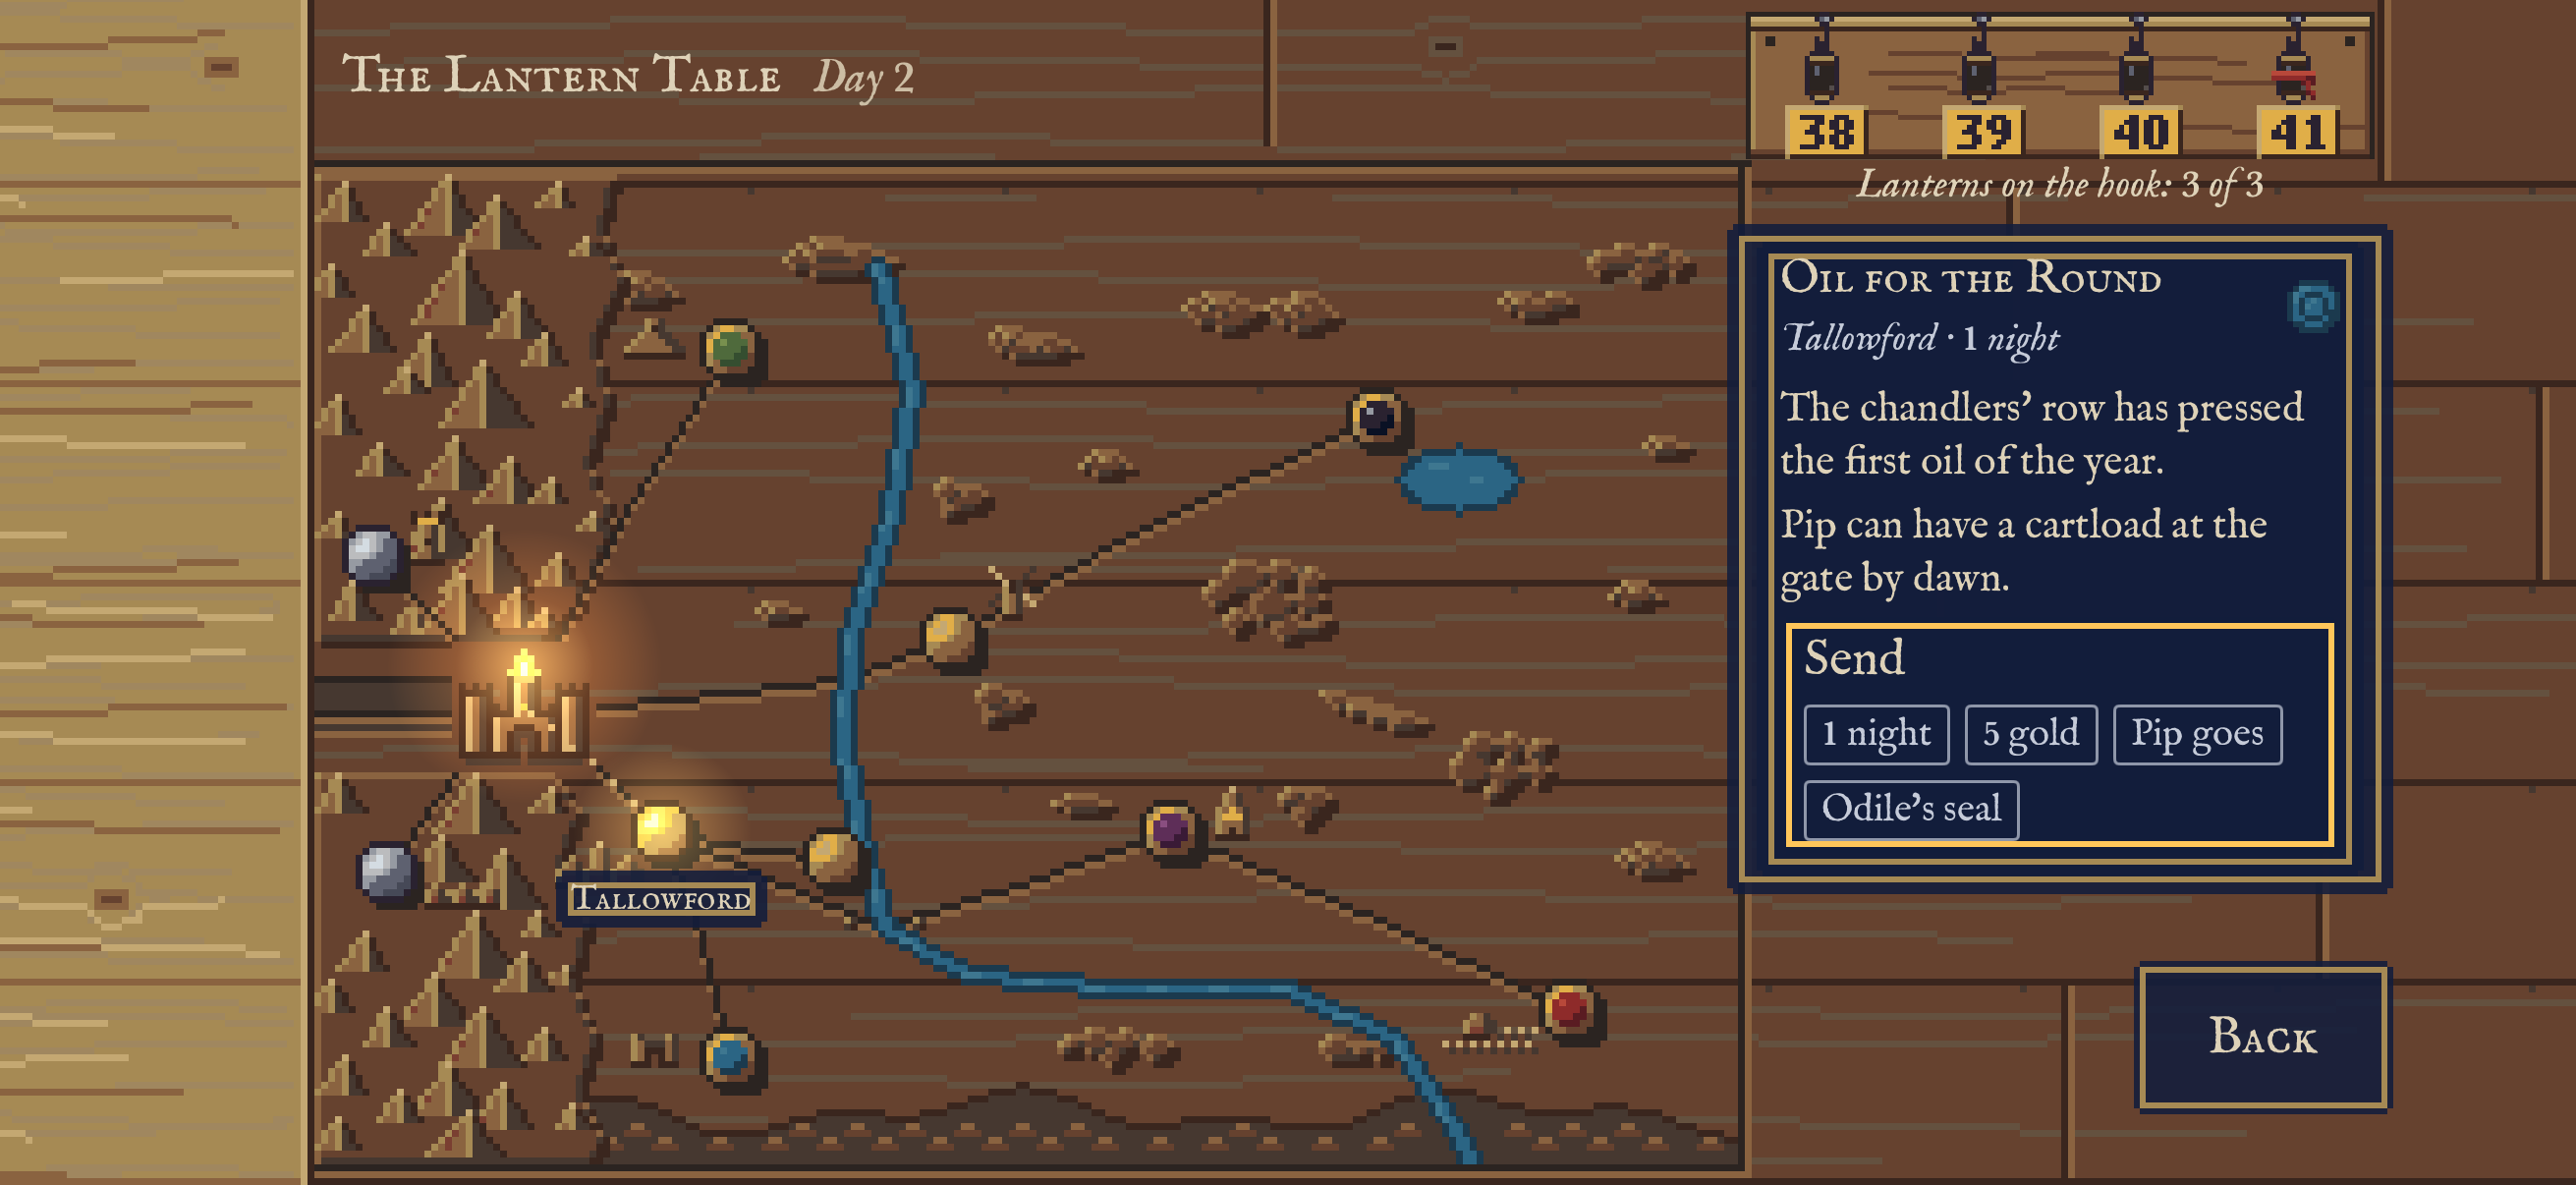 The Lantern Table Day 2
38 39 40 41
Lanterns on the hook: 3 of 3
Oil for the Round
Tallowford · 1 night
The chandlers' row has pressed
the first oil of the year.
Pip can have a cartload at the
gate by dawn.
Send
1 night 5 gold Pip goes
Odile's seal
Tallowford
Back